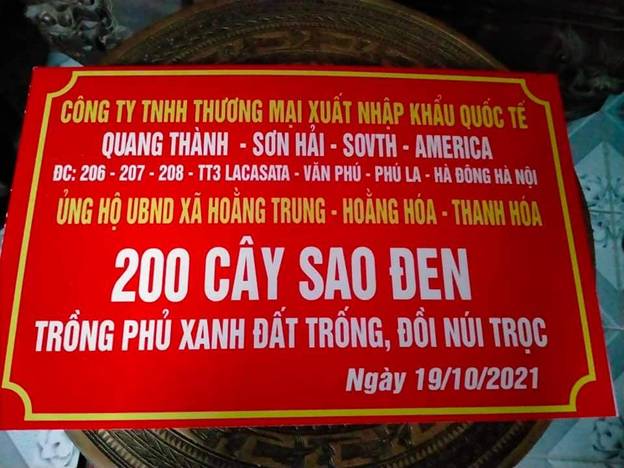 CÔNG TY TNHH THƯƠNG MẠI XUẤT NHẬP KHẨU QUỐC TẾ
QUANG THÀNH - SƠN HẢI - SOVTH - AMERICA
ĐC: 206 - 207 - 208 - TT3 LACASATA - VĂN PHÚ - PHÚ LA - HÀ ĐÔNG HÀ NỘI
ỦNG HỘ UBND XÃ HOẰNG TRUNG - HOẰNG HÓA - THANH HÓA
200 CÂY SAO ĐEN
TRỒNG PHỦ XANH ĐẤT TRỐNG, ĐỒI NÚI TRỌC
Ngày 19/10/2021